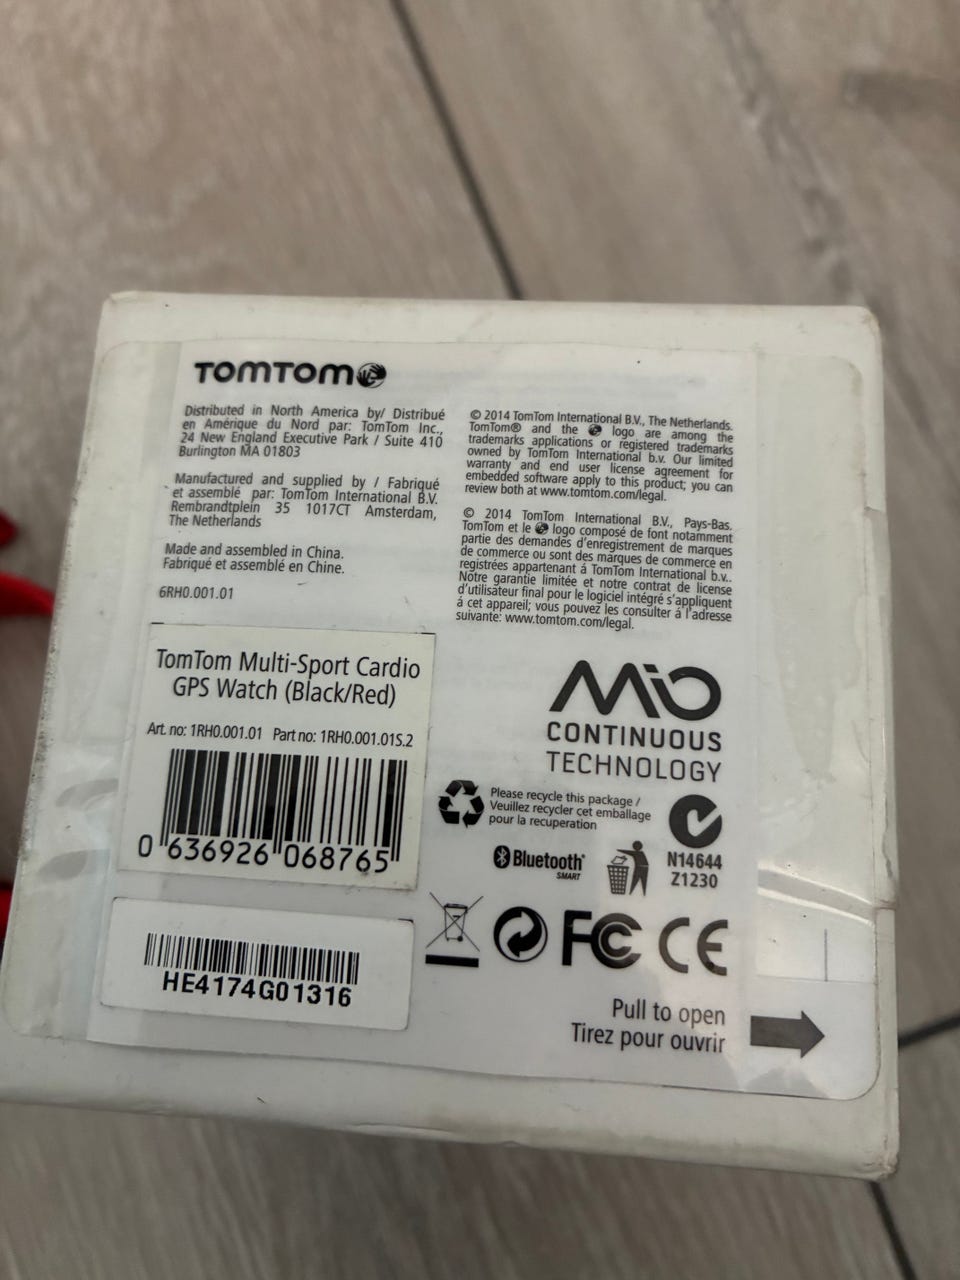 TOMTOM
Distributed in North America by/ Distribué
en Amérique du Nord par: TomTom Inc.,
24 New England Executive Park / Suite 410
Burlington MA 01803
Manufactured and supplied by / Fabriqué
et assemblé par: TomTom International B.V.
Rembrandtplein 35 1017CT Amsterdam,
The Netherlands
Made and assembled in China.
Fabriqué et assemblé en Chine.
6RH0.001.01
© 2014 TomTom International B.V., The Netherlands.
TomTom® and the logo are among the
trademarks applications or registered trademarks
owned by TomTom International b.v. Our limited
warranty and end user license agreement for
embedded software apply to this product; you can
review both at www.tomtom.com/legal.
© 2014 TomTom International B.V., Pays-Bas.
TomTom et le logo composé de font notamment
partie des demandes d'enregistrement de marques
de commerce ou sont des marques de commerce en
registrées appartenant á TomTom International b.v..
Notre garantie limitée et notre contrat de license
d'utilisateur final pour le logiciel intégré s'appliquent
á cet appareil; vous pouvez les consulter á l'adresse
suivante: www.tomtom.com/legal.
TomTom Multi-Sport Cardio
GPS Watch (Black/Red)
Art. no: 1RH0.001.01 Part no: 1RH0.001.01S.2
0 636926 068765
HE4174G01316
MiO
CONTINUOUS
TECHNOLOGY
Please recycle this package /
Veuillez recycler cet emballage
pour la recuperation
Bluetooth®
SMART
N14644
Z1230
FC CE
Pull to open
Tirez pour ouvrir